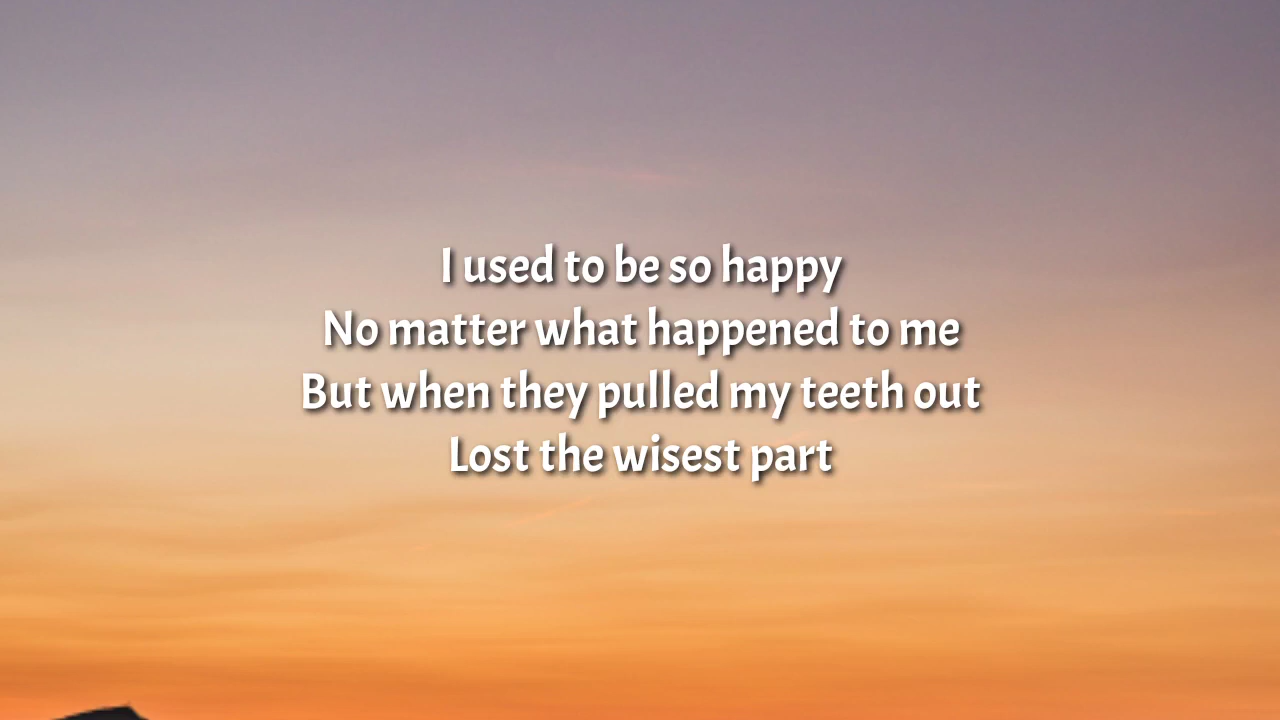 I used to be so happy
No matter what happened to me
But when they pulled my teeth out
Lost the wisest part